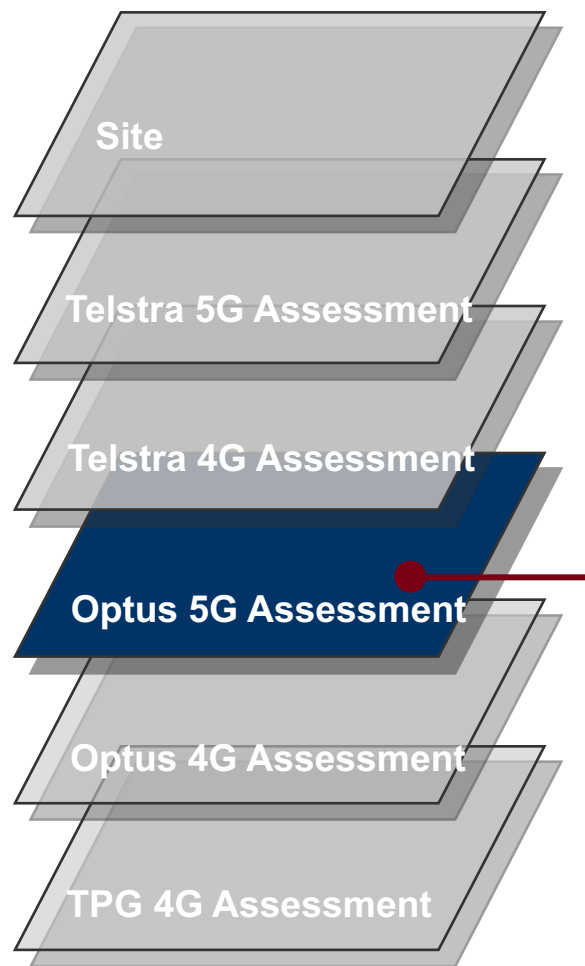 Site
Telstra 5G Assessment
Telstra 4G Assessment
Optus 5G Assessment
Optus 4G Assessment
TPG 4G Assessment